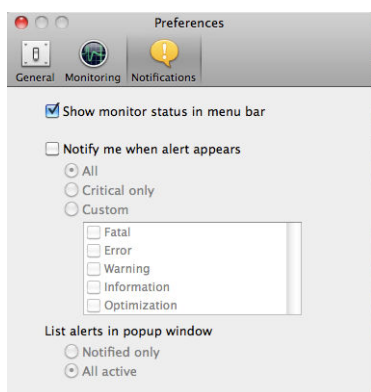 Preferences
General Monitoring Notifications
Show monitor status in menu bar
Notify me when alert appears
All
Critical only
Custom
Fatal
Error
Warning
Information
Optimization
List alerts in popup window
Notified only
All active